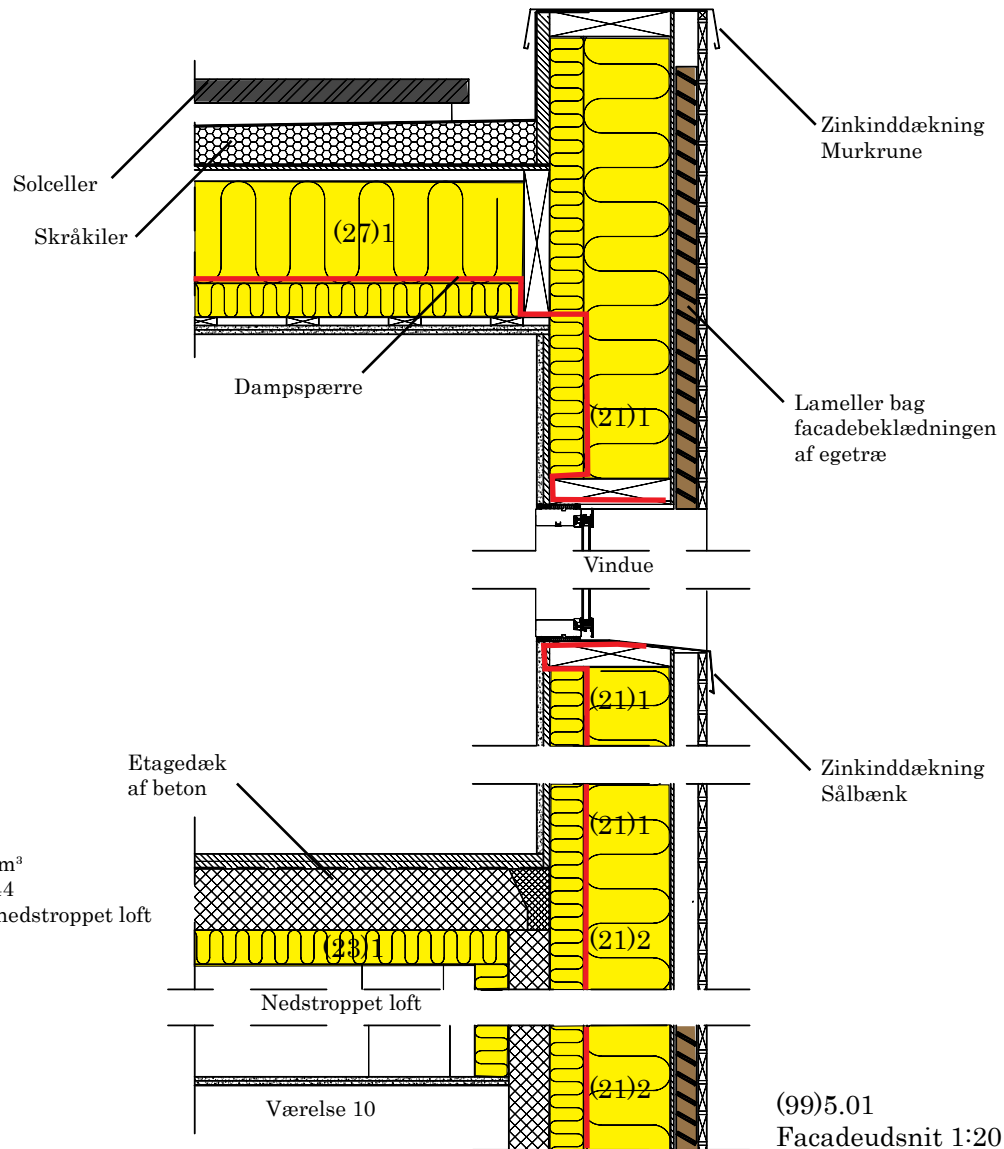 Zinkinddækning
Murkrune
Solceller
Skråkiler
(27)1
Dampspærre
(21)1
Lameller bag
facadebeklædningen
af egetræ
Vindue
(21)1
Etagedæk
af beton
Zinkinddækning
Sålbænk
(21)1
m³
nedstroppet loft
(23)1
(21)2
Nedstroppet loft
(21)2
Værelse 10
(99)5.01
Facadeudsnit 1:20